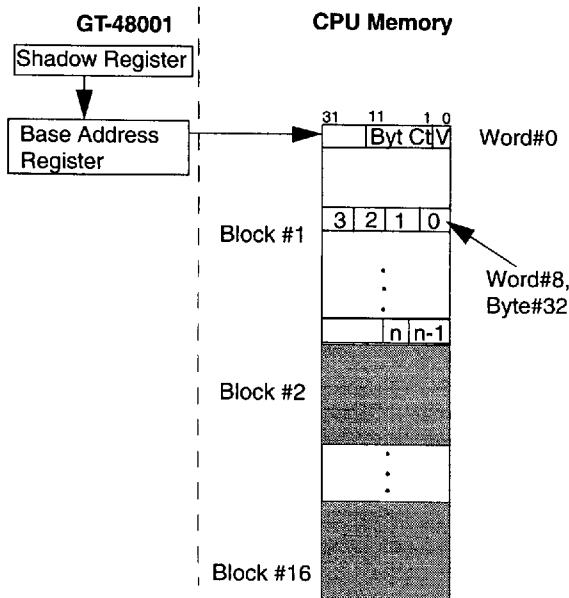 GT-48001
CPU Memory
Shadow Register
Base Address
Register
31 11 1 0
Byt Ct V
Word#0
3 2 1 0
Block #1
Word#8,
Byte#32
n n-1
Block #2
Block #16